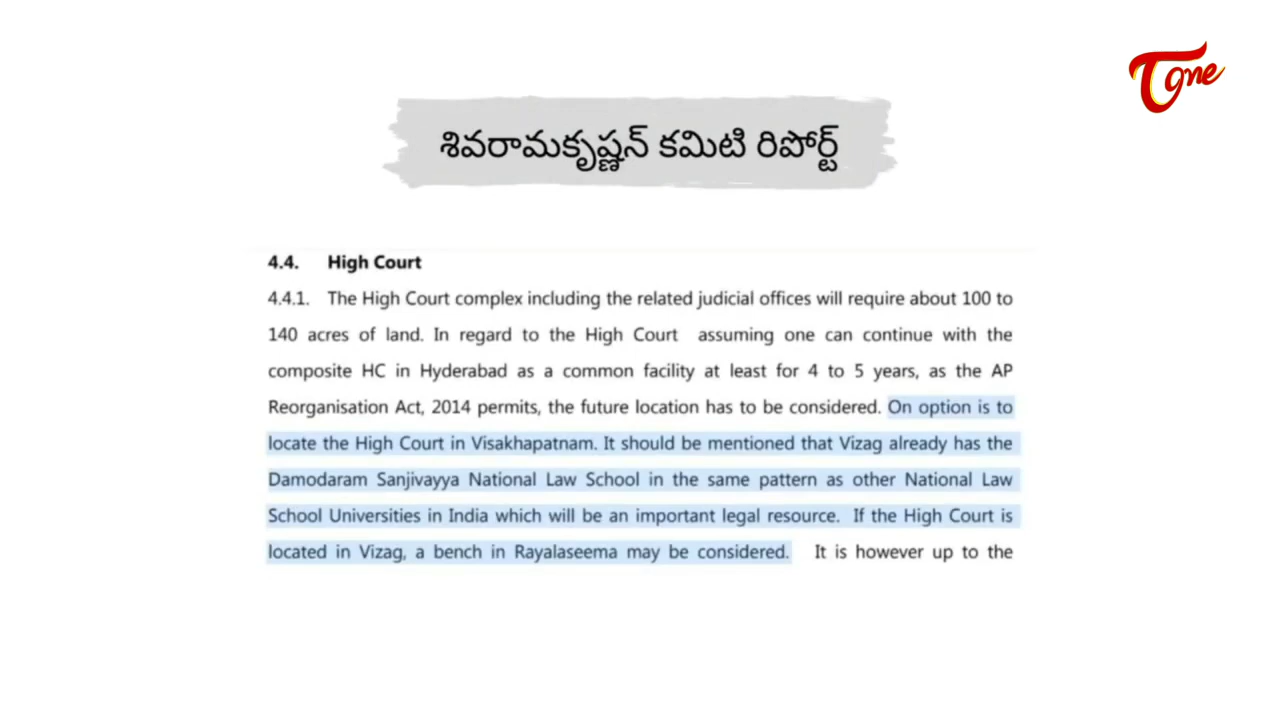 Tone
శివరామకృష్ణన్ కమిటి రిపోర్ట్
4.4. High Court
4.4.1. The High Court complex including the related judicial offices will require about 100 to
140 acres of land. In regard to the High Court assuming one can continue with the
composite HC in Hyderabad as a common facility at least for 4 to 5 years, as the AP
Reorganisation Act, 2014 permits, the future location has to be considered. On option is to
locate the High Court in Visakhapatnam. It should be mentioned that Vizag already has the
Damodaram Sanjivayya National Law School in the same pattern as other National Law
School Universities in India which will be an important legal resource. If the High Court is
located in Vizag, a bench in Rayalaseema may be considered. It is however up to the